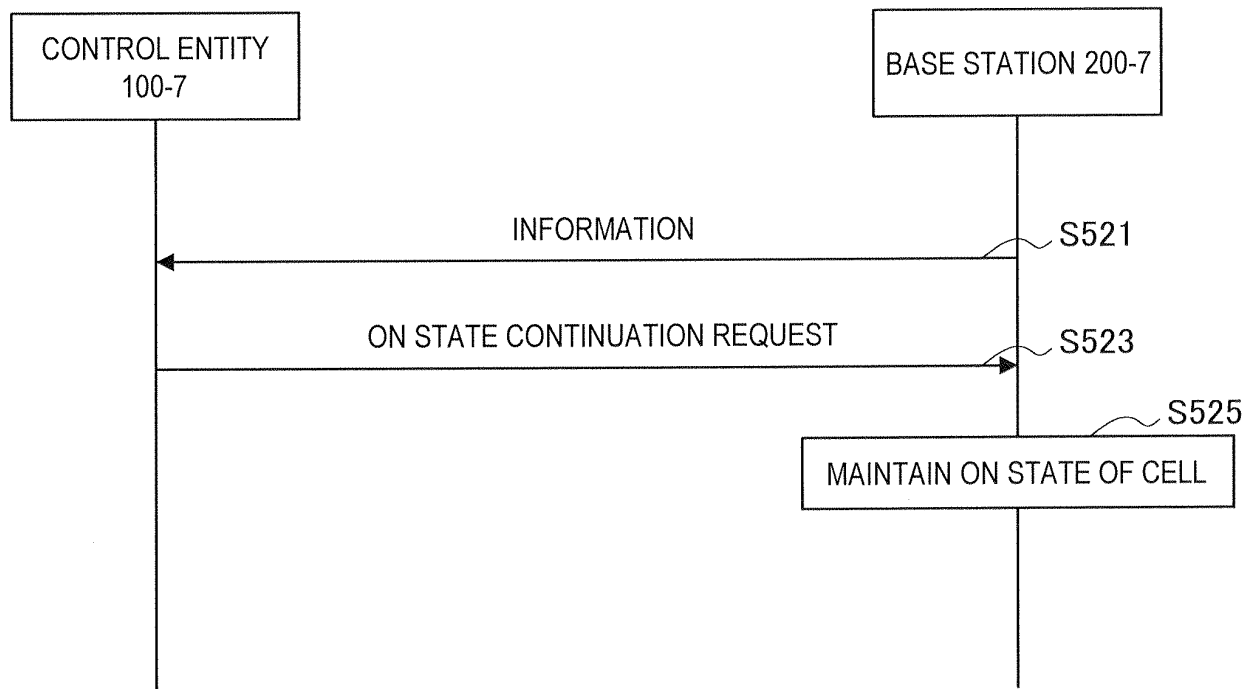 CONTROL ENTITY
100-7
BASE STATION 200-7
INFORMATION
S521
ON STATE CONTINUATION REQUEST
S523
S525
MAINTAIN ON STATE OF CELL